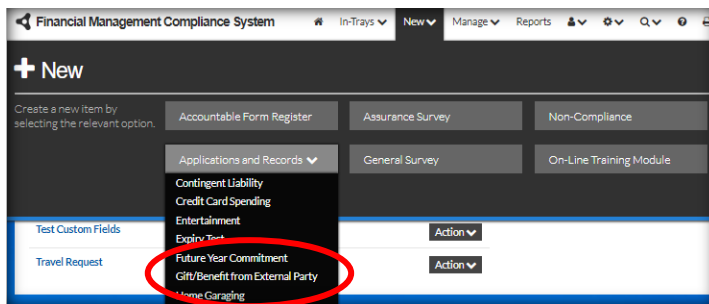 Financial Management Compliance System In-Trays New Manage Reports
New
Create a new item by
selecting the relevant option.
Accountable Form Register Assurance Survey Non-Compliance
Applications and Records General Survey On-Line Training Module
Contingent Liability
Credit Card Spending
Entertainment
Expiry Test
Test Custom Fields Action
Future Year Commitment
Travel Request Action
Gift/Benefit from External Party
Home Garaging